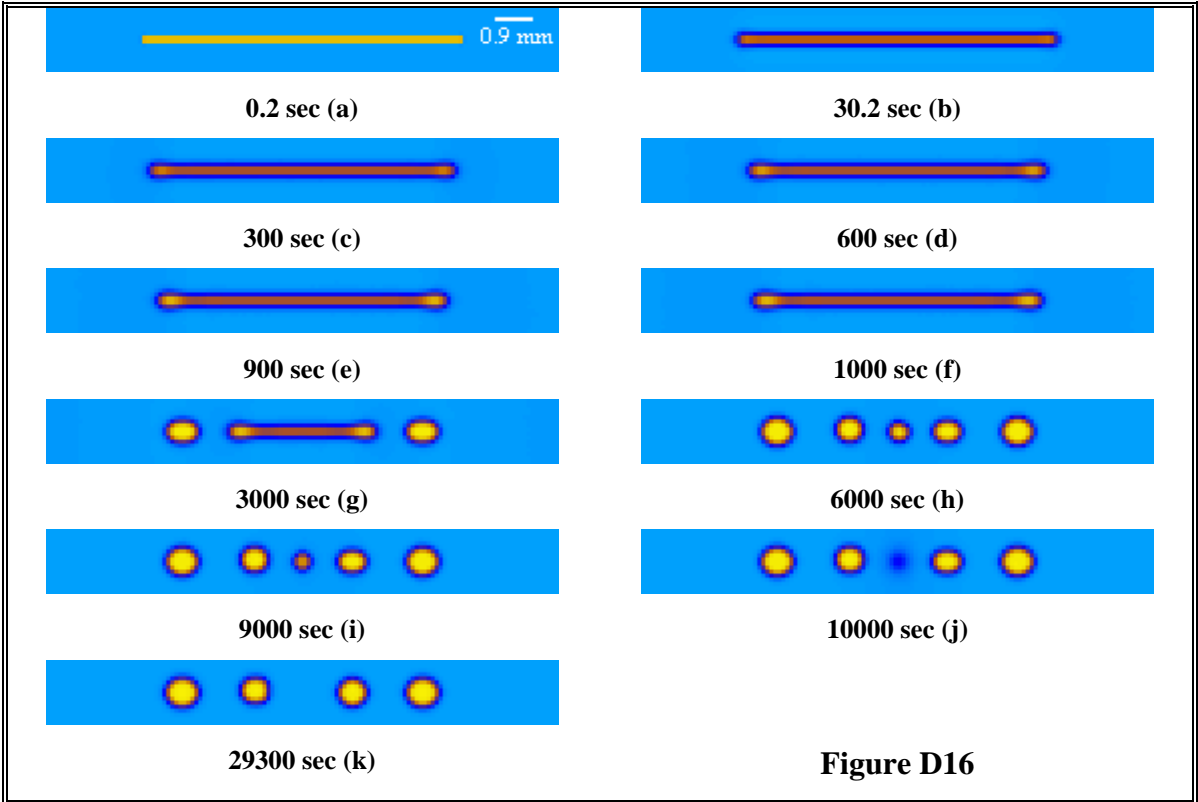 0.9 mm
0.2 sec (a)
30.2 sec (b)
300 sec (c)
600 sec (d)
900 sec (e)
1000 sec (f)
3000 sec (g)
6000 sec (h)
9000 sec (i)
10000 sec (j)
29300 sec (k)
Figure D16